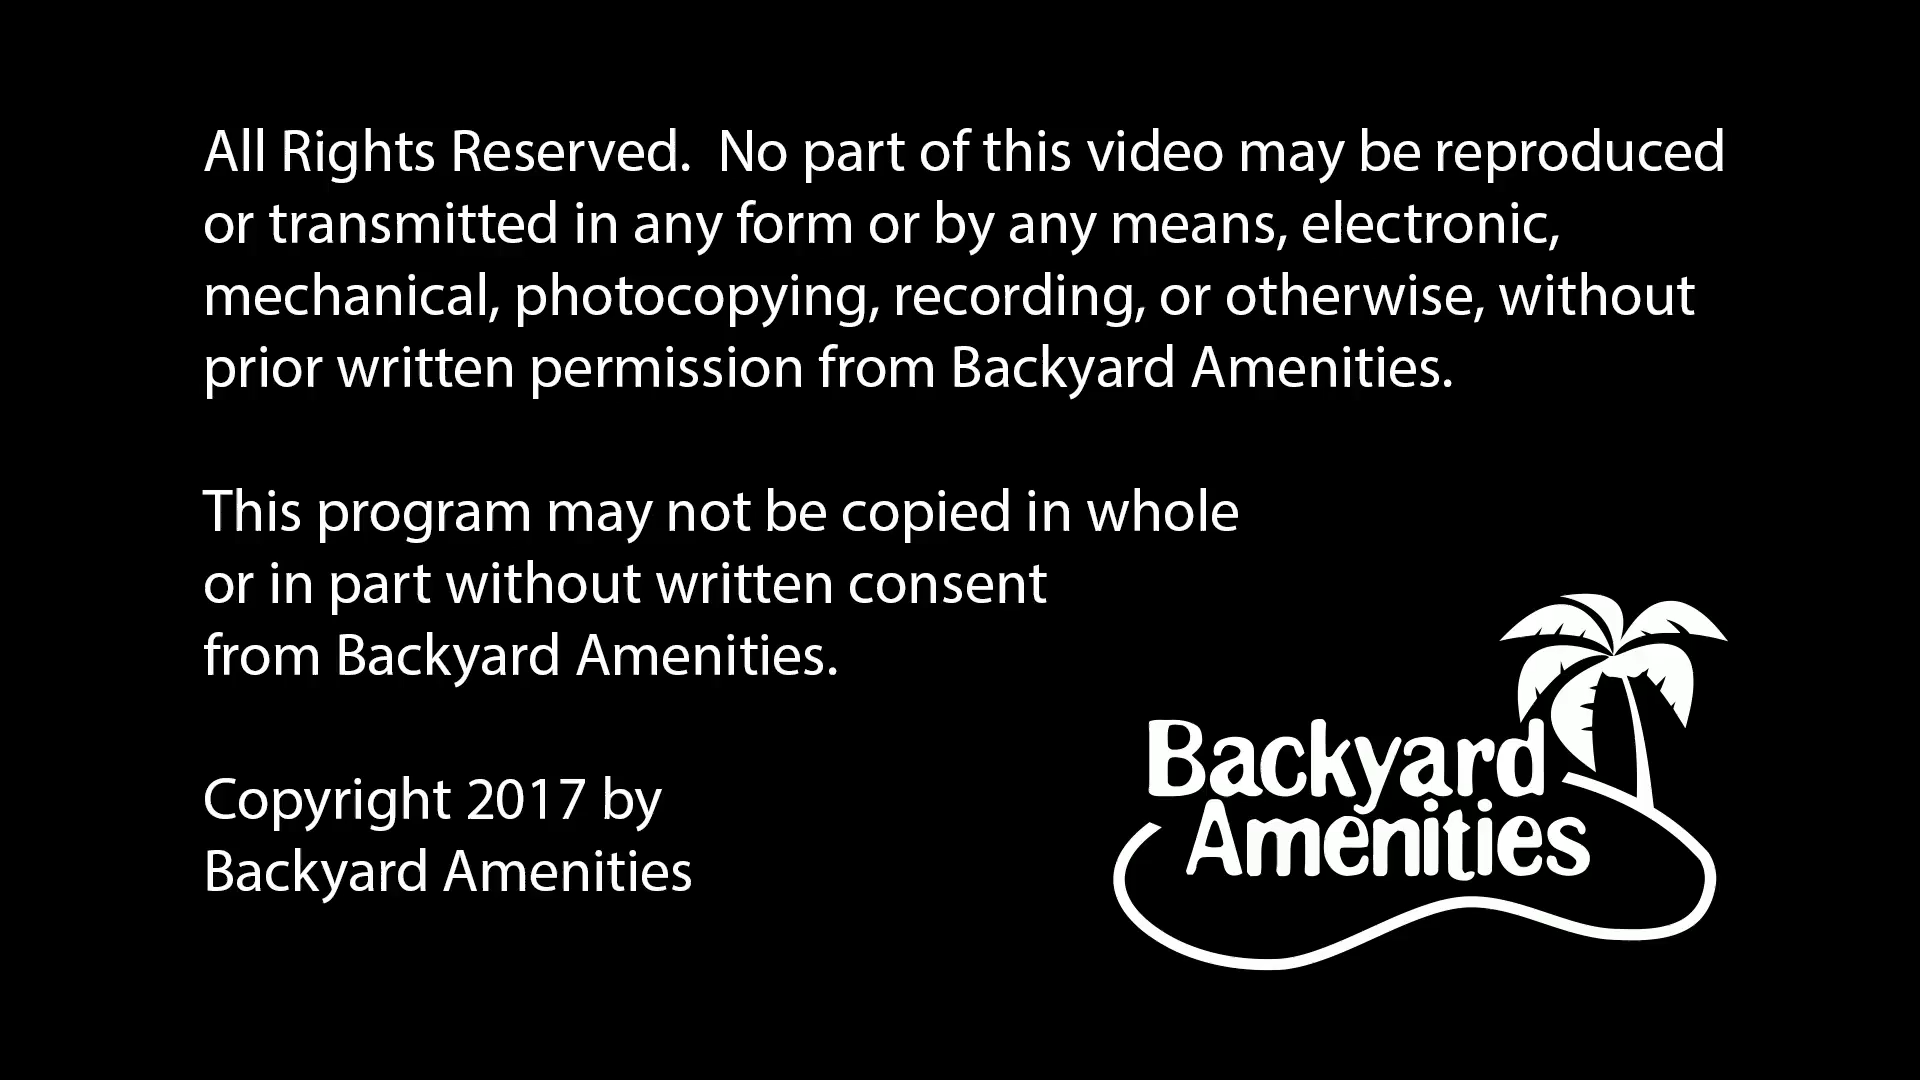 All Rights Reserved.  No part of this video may be reproduced
or transmitted in any form or by any means, electronic,
mechanical, photocopying, recording, or otherwise, without
prior written permission from Backyard Amenities.
This program may not be copied in whole
or in part without written consent
from Backyard Amenities.
Copyright 2017 by
Backyard Amenities
Backyard
Amenities